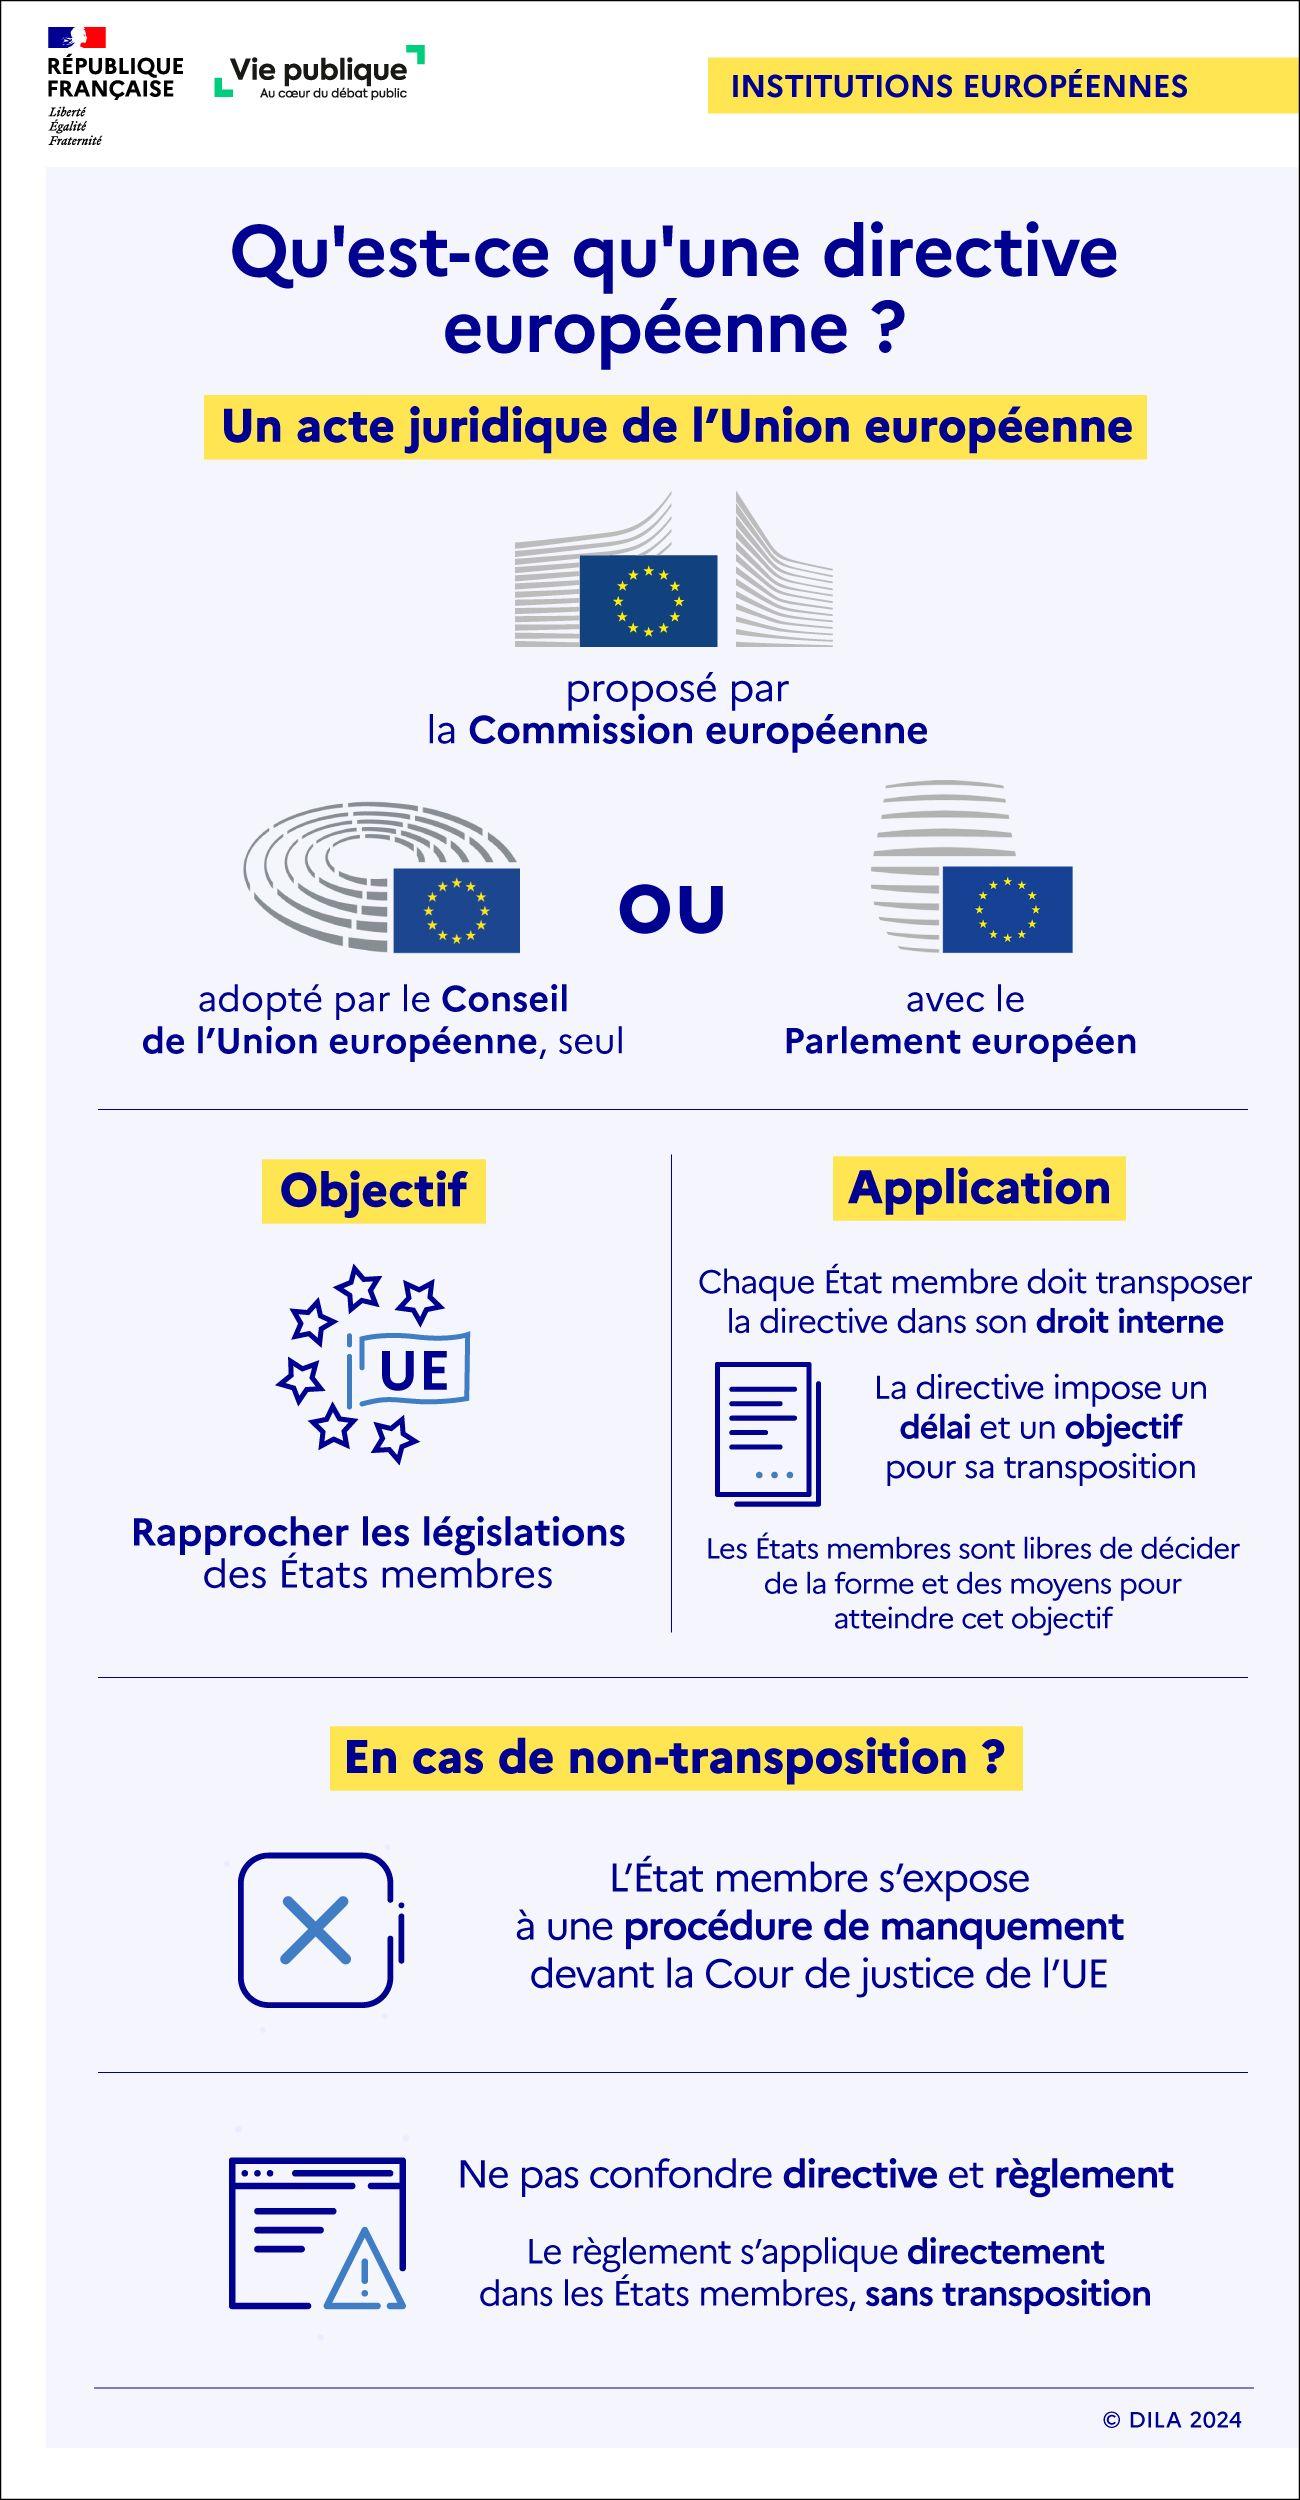 RÉPUBLIQUE
FRANÇAISE
Liberté
Égalité
Fraternité
Vie publique
Au cœur du débat public
INSTITUTIONS EUROPÉENNES
Qu'est-ce qu'une directive
européenne ?
Un acte juridique de l’Union européenne
proposé par
la Commission européenne
adopté par le Conseil
de l’Union européenne, seul
OU
avec le
Parlement européen
Objectif
UE
Rapprocher les législations
des États membres
Application
Chaque État membre doit transposer
la directive dans son droit interne
La directive impose un
délai et un objectif
pour sa transposition
Les États membres sont libres de décider
de la forme et des moyens pour
atteindre cet objectif
En cas de non-transposition ?
L’État membre s’expose
à une procédure de manquement
devant la Cour de justice de l’UE
Ne pas confondre directive et règlement
Le règlement s’applique directement
dans les États membres, sans transposition
© DILA 2024